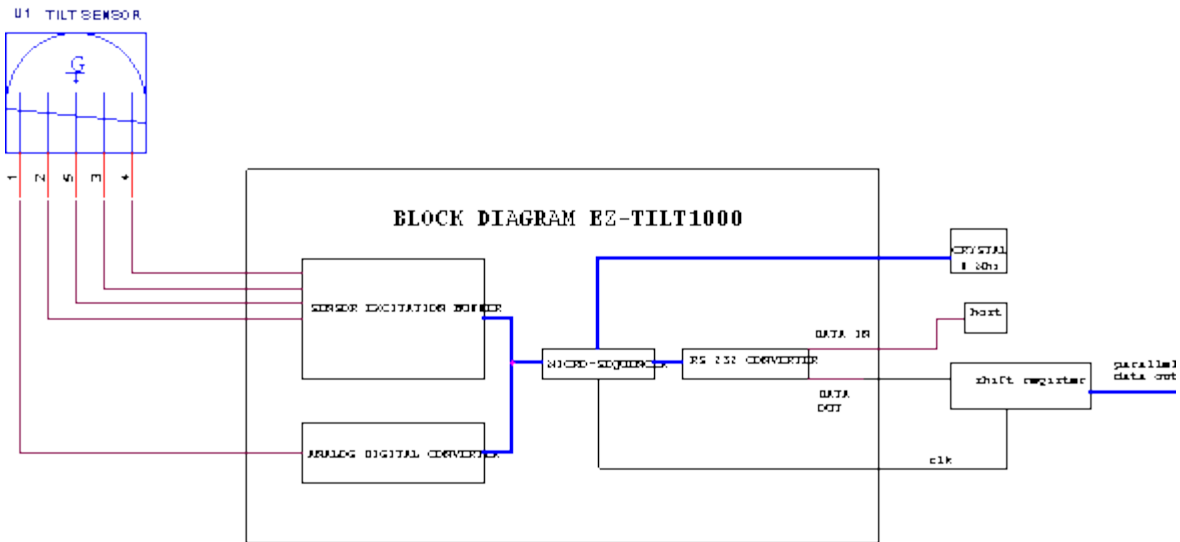 U1 TILT SENSOR
G
1 2 5 3 4
BLOCK DIAGRAM EZ-TILT1000
CRYSTAL
SENSOR EXCITATION BUFFER
host
DATA IN
MICRO-SEQUENCER
RS 232 CONVERTER
shift register
parallel
data out
DATA
OUT
ANALOG DIGITAL CONVERTER
clk